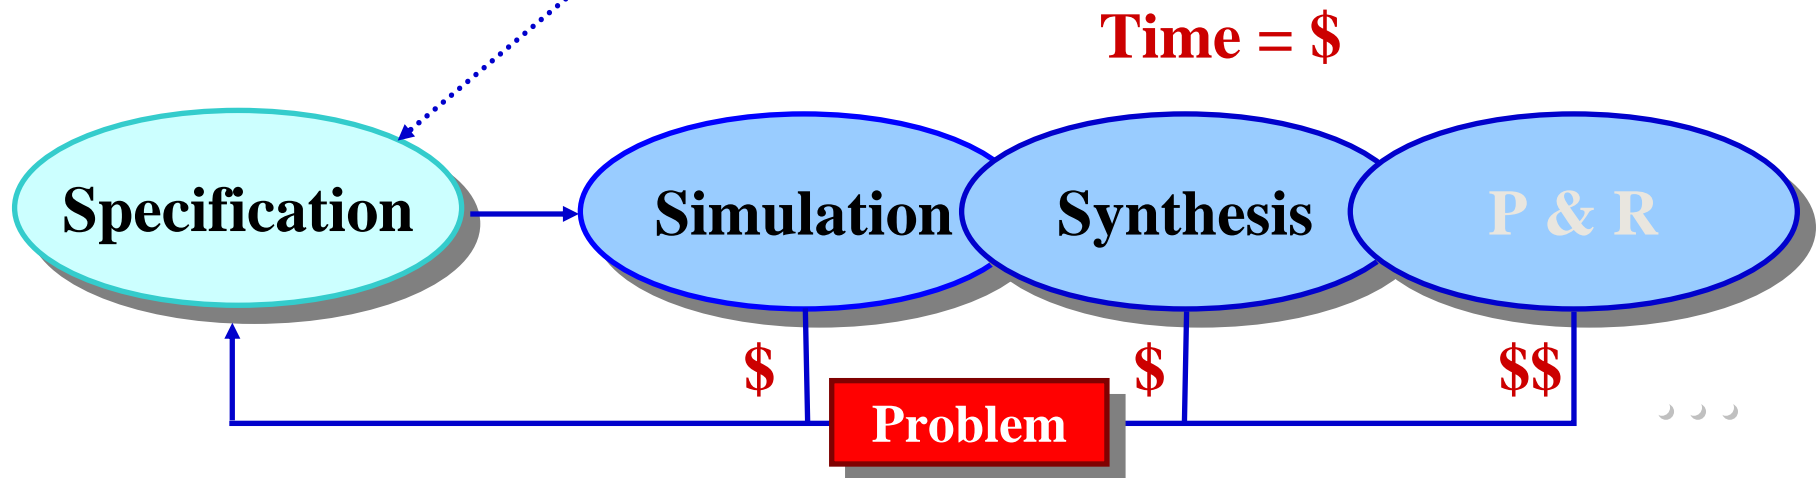 Time = $
Specification
Simulation
Synthesis
P & R
$
$
$$
Problem